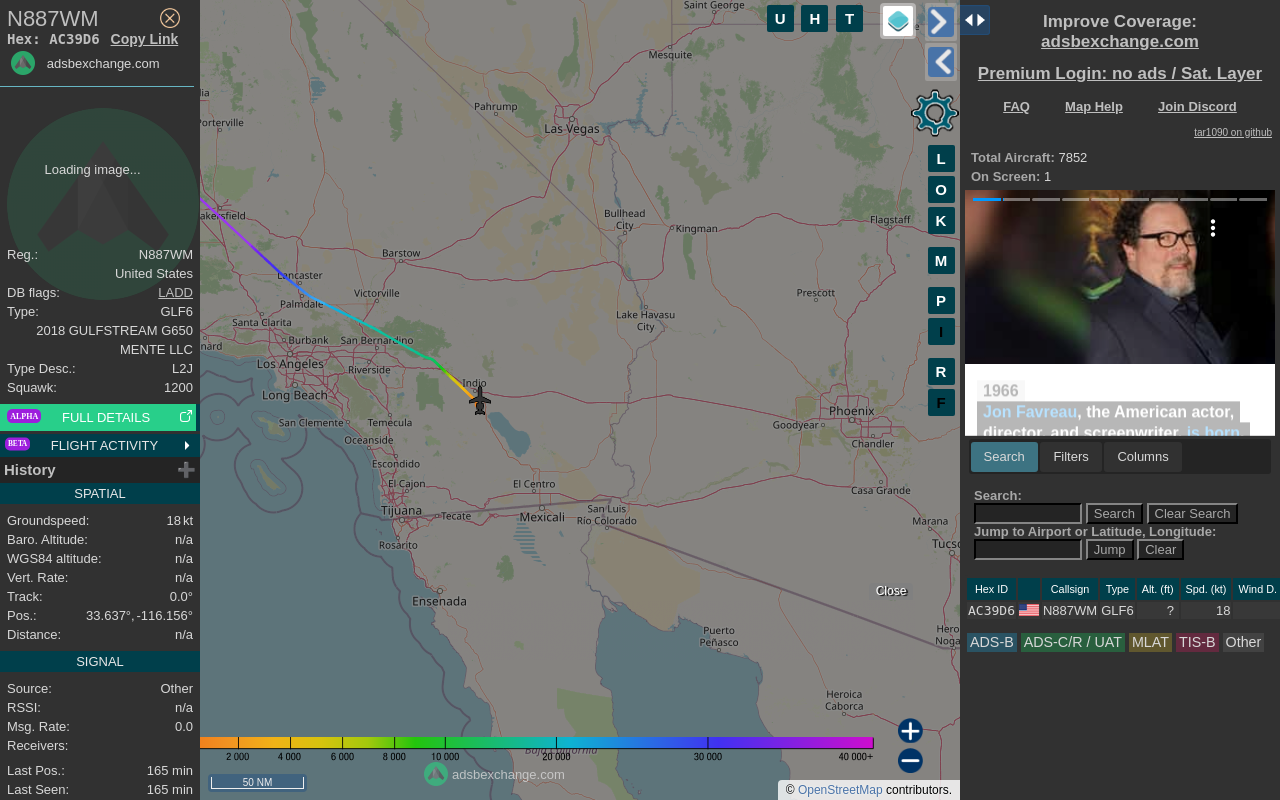 N887WM
Hex: AC39D6 Copy Link
adsbexchange.com
Loading image...
Reg.: N887WM
United States
DB flags: LADD
Type: GLF6
2018 GULFSTREAM G650
MENTE LLC
Type Desc.: L2J
Squawk: 1200
ALPHA FULL DETAILS
BETA FLIGHT ACTIVITY
History
SPATIAL
Groundspeed: 18 kt
Baro. Altitude: n/a
WGS84 altitude: n/a
Vert. Rate: n/a
Track: 0.0°
Pos.: 33.637°, -116.156°
Distance: n/a
SIGNAL
Source: Other
RSSI: n/a
Msg. Rate: 0.0
Receivers:
Last Pos.: 165 min
Last Seen: 165 min
Saint George
Mesquite
Pahrump
Las Vegas
Porterville
akersfield
Bullhead City
Kingman
Flagstaff
Barstow
Lancaster
Palmdale
Victorville
Prescott
Lake Havasu City
Santa Clarita
nard
Burbank
San Bernardino
Los Angeles
Riverside
Indio
Long Beach
San Clemente
Temecula
Phoenix
Goodyear
Oceanside
Chandler
Escondido
El Cajon
El Centro
Casa Grande
Tijuana
Tecate
Mexicali
San Luis Río Colorado
Marana
Tucso
Rosarito
Ensenada
Close
Puerto Peñasco
Hero
Noga
Heroica Caborca
Baja California
2 000 4 000 6 000 8 000 10 000 20 000 30 000 40 000+
adsbexchange.com
50 NM
© OpenStreetMap contributors.
U H T
L
O
K
M
P
I
R
F
Improve Coverage:
adsbexchange.com
Premium Login: no ads / Sat. Layer
FAQ Map Help Join Discord
tar1090 on github
Total Aircraft: 7852
On Screen: 1
1966
Jon Favreau, the American actor,
director, and screenwriter, is born
Search Filters Columns
Search:
Search Clear Search
Jump to Airport or Latitude, Longitude:
Jump Clear
Hex ID Callsign Type Alt. (ft) Spd. (kt) Wind D.
AC39D6 N887WM GLF6 ? 18
ADS-B ADS-C/R / UAT MLAT TIS-B Other